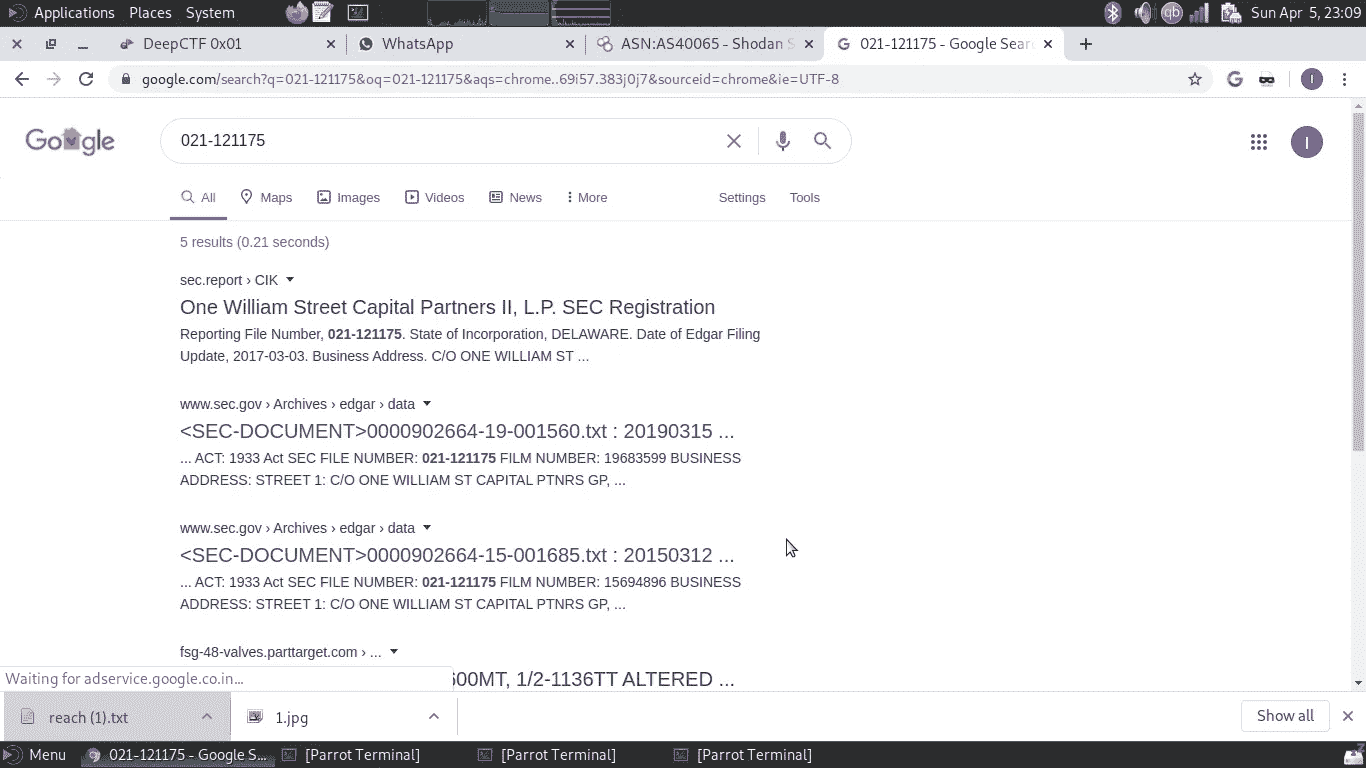 Applications Places System
Sun Apr 5, 23:09
DeepCTF 0x01
WhatsApp
ASN:AS40065 - Shodan S
021-121175 - Google Sear
google.com/search?q=021-121175&oq=021-121175&aqs=chrome..69i57.383j0j7&sourceid=chrome&ie=UTF-8
Google
021-121175
I
All Maps Images Videos News More Settings Tools
5 results (0.21 seconds)
sec.report › CIK
One William Street Capital Partners II, L.P. SEC Registration
Reporting File Number, 021-121175. State of Incorporation, DELAWARE. Date of Edgar Filing
Update, 2017-03-03. Business Address. C/O ONE WILLIAM ST ...
www.sec.gov › Archives › edgar › data
<SEC-DOCUMENT>0000902664-19-001560.txt : 20190315 ...
... ACT: 1933 Act SEC FILE NUMBER: 021-121175 FILM NUMBER: 19683599 BUSINESS
ADDRESS: STREET 1: C/O ONE WILLIAM ST CAPITAL PTNRS GP, ...
www.sec.gov › Archives › edgar › data
<SEC-DOCUMENT>0000902664-15-001685.txt : 20150312 ...
... ACT: 1933 Act SEC FILE NUMBER: 021-121175 FILM NUMBER: 15694896 BUSINESS
ADDRESS: STREET 1: C/O ONE WILLIAM ST CAPITAL PTNRS GP, ...
fsg-48-valves.parttarget.com › ...
600MT, 1/2-1136TT ALTERED ...
Waiting for adservice.google.co.in...
reach (1).txt
1.jpg
Show all
Menu
021-121175 - Google S...
[Parrot Terminal]
[Parrot Terminal]
[Parrot Terminal]